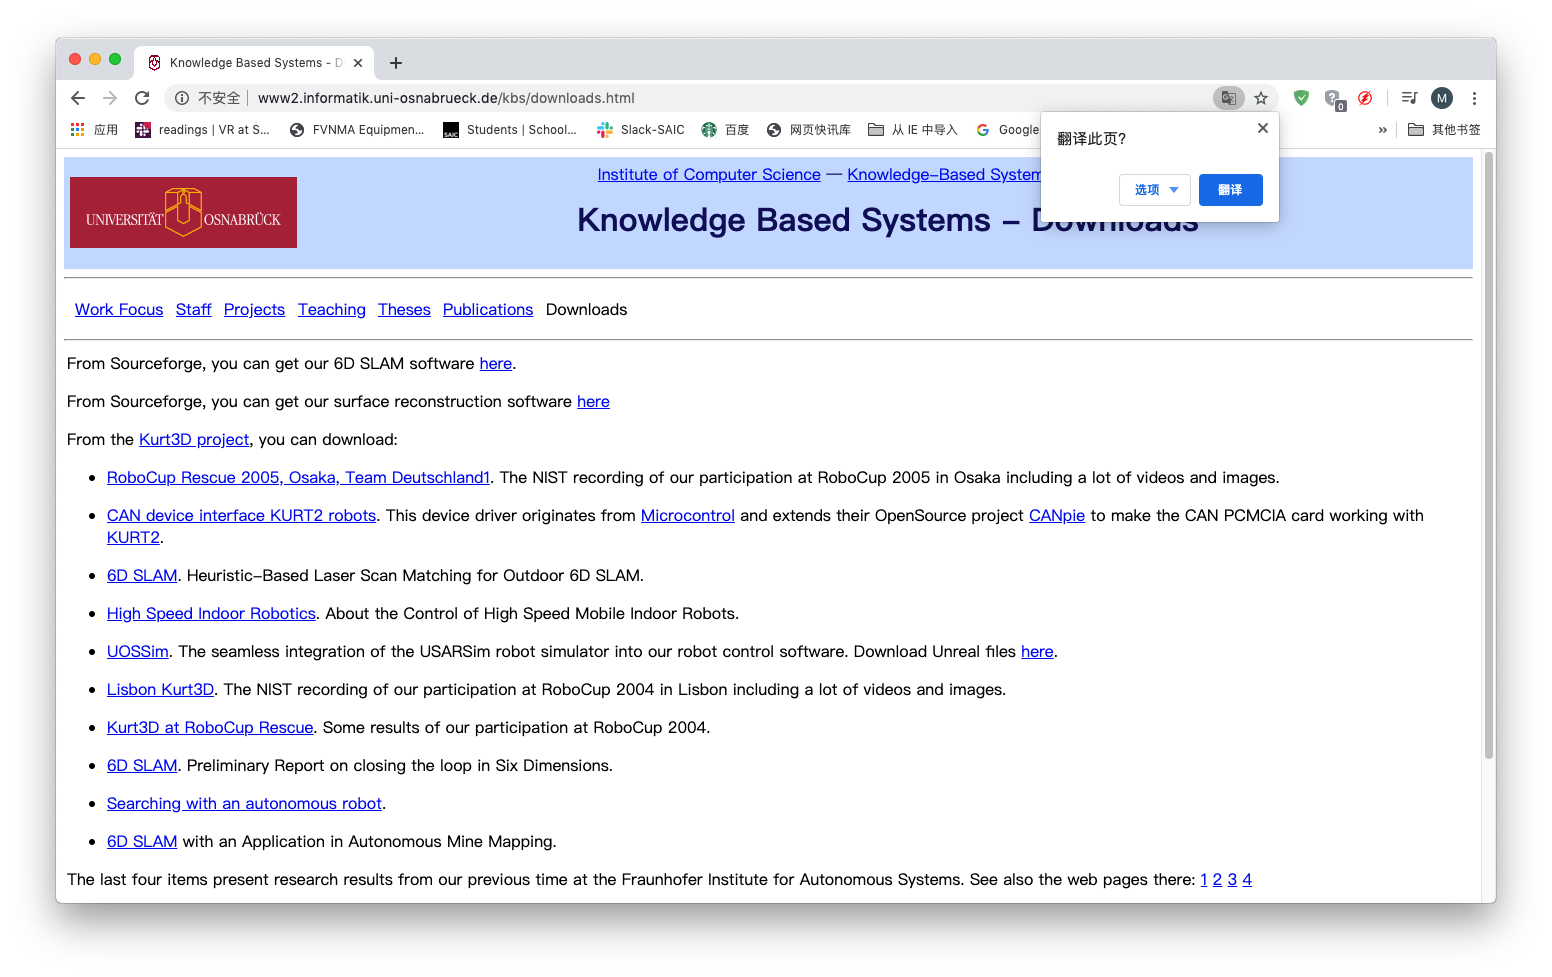 Knowledge Based Systems - D
不安全 | www2.informatik.uni-osnabrueck.de/kbs/downloads.html
0
M
应用 readings | VR at S... FVNMA Equipmen... SAIC Students | School... Slack-SAIC 百度 网页快讯库 从 IE 中导入 Google » 其他书签
翻译此页?
选项 翻译
Institute of Computer Science — Knowledge-Based System
UNIVERSITÄT OSNABRÜCK
Knowledge Based Systems – Downloads
Work Focus Staff Projects Teaching Theses Publications Downloads
From Sourceforge, you can get our 6D SLAM software here.
From Sourceforge, you can get our surface reconstruction software here
From the Kurt3D project, you can download:
• RoboCup Rescue 2005, Osaka, Team Deutschland1. The NIST recording of our participation at RoboCup 2005 in Osaka including a lot of videos and images.
• CAN device interface KURT2 robots. This device driver originates from Microcontrol and extends their OpenSource project CANpie to make the CAN PCMCIA card working with
KURT2.
• 6D SLAM. Heuristic-Based Laser Scan Matching for Outdoor 6D SLAM.
• High Speed Indoor Robotics. About the Control of High Speed Mobile Indoor Robots.
• UOSSim. The seamless integration of the USARSim robot simulator into our robot control software. Download Unreal files here.
• Lisbon Kurt3D. The NIST recording of our participation at RoboCup 2004 in Lisbon including a lot of videos and images.
• Kurt3D at RoboCup Rescue. Some results of our participation at RoboCup 2004.
• 6D SLAM. Preliminary Report on closing the loop in Six Dimensions.
• Searching with an autonomous robot.
• 6D SLAM with an Application in Autonomous Mine Mapping.
The last four items present research results from our previous time at the Fraunhofer Institute for Autonomous Systems. See also the web pages there: 1 2 3 4